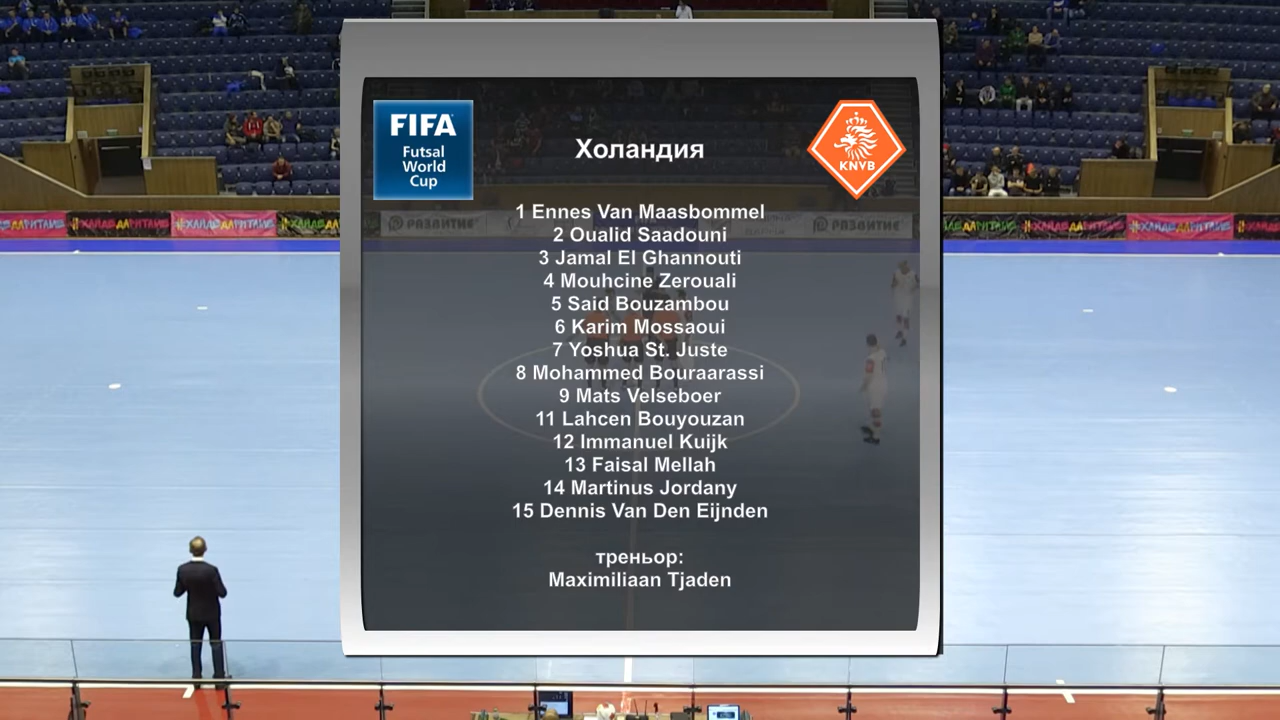 FIFA
Futsal
World
Cup
Холандия
KNVB
1 Ennes Van Maasbommel
2 Oualid Saadouni
3 Jamal El Ghannouti
4 Mouhcine Zerouali
5 Said Bouzambou
6 Karim Mossaoui
7 Yoshua St. Juste
8 Mohammed Bouraarassi
9 Mats Velseboer
11 Lahcen Bouyouzan
12 Immanuel Kuijk
13 Faisal Mellah
14 Martinus Jordany
15 Dennis Van Den Eijnden
треньор:
Maximiliaan Tjaden
РАЗВИТИЕ
РАЗВИТИЕ